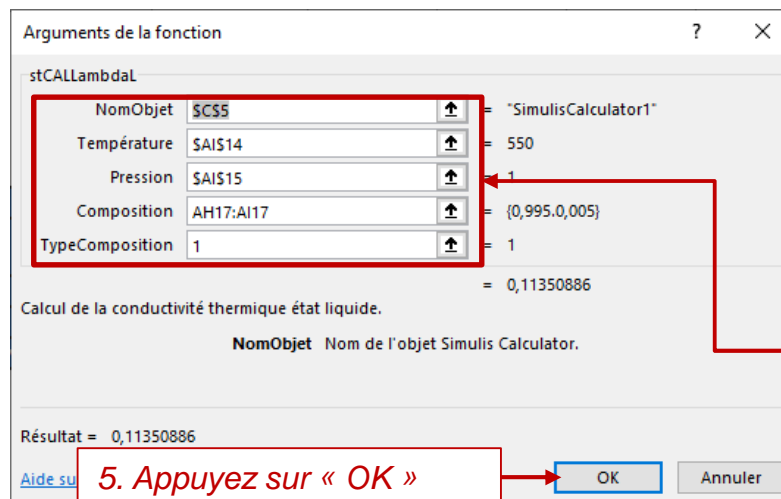 Arguments de la fonction ? ×
stCALLambdaL
NomObjet $C$5 = "SimulisCalculator1"
Température $AI$14 = 550
Pression $AI$15 = 1
Composition AH17:AI17 = {0,995.0,005}
TypeComposition 1 = 1
= 0,11350886
Calcul de la conductivité thermique état liquide.
NomObjet Nom de l'objet Simulis Calculator.
Résultat = 0,11350886
Aide su
5. Appuyez sur « OK »
OK Annuler